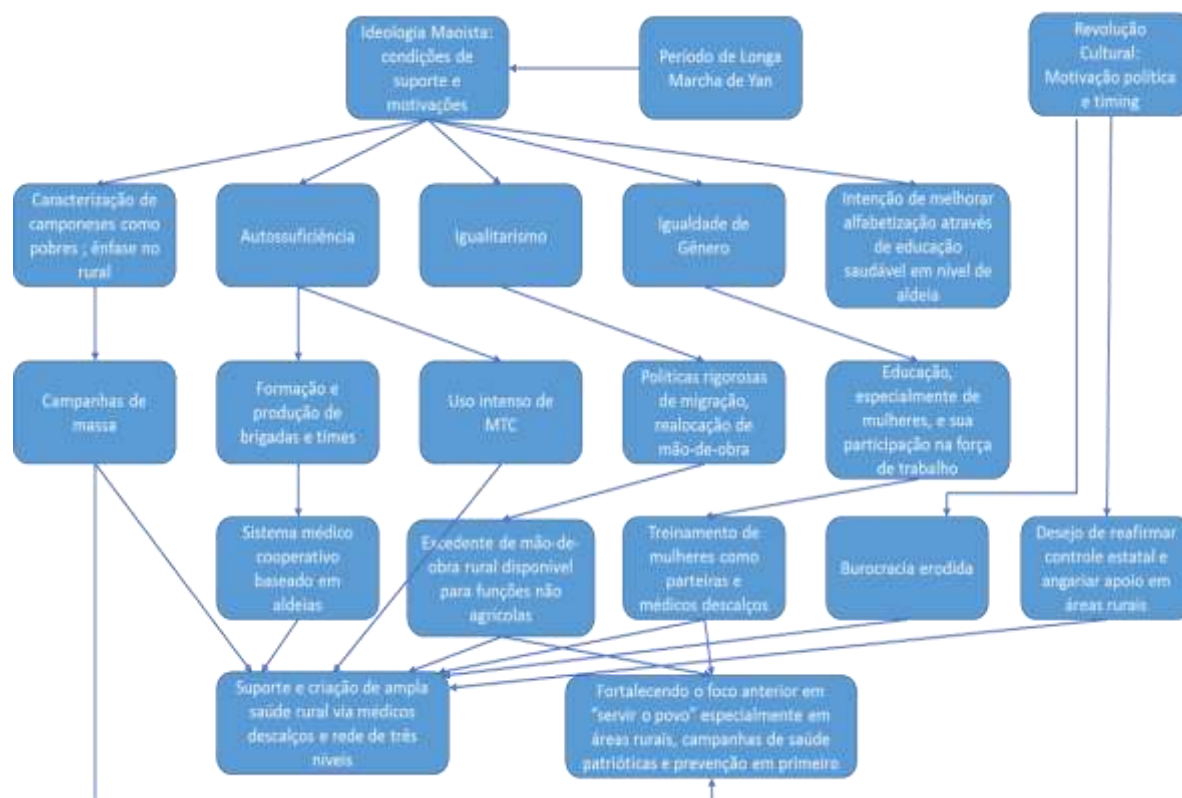 Ideologia Maoista:
condições de
suporte e
motivações
Período de Longa
Marcha de Yan
Revolução
Cultural:
Motivação política
e timing
Caracterização de
camponeses como
pobres ; ênfase no
rural
Autossuficiência
Igualitarismo
Igualdade de
Gênero
Intenção de melhorar
alfabetização através
de educação
saudável em nível de
aldeia
Campanhas de
massa
Formação e
produção de
brigadas e times
Uso intenso de
MTC
Políticas rigorosas
de migração,
realocação de
mão-de-obra
Educação,
especialmente de
mulheres, e sua
participação na força
de trabalho
Sistema médico
cooperativo
baseado em
aldeias
Excedente de mão-de-
obra rural disponível
para funções não
agrícolas
Treinamento de
mulheres como
parteiras e
médicos descalços
Burocracia erodida
Desejo de reafirmar
controle estatal e
angariar apoio em
áreas rurais
Suporte e criação de ampla
saúde rural via médicos
descalços e rede de três
níveis
Fortalecendo o foco anterior em
"servir o povo" especialmente em
áreas rurais, campanhas de saúde
patrióticas e prevenção em primeiro